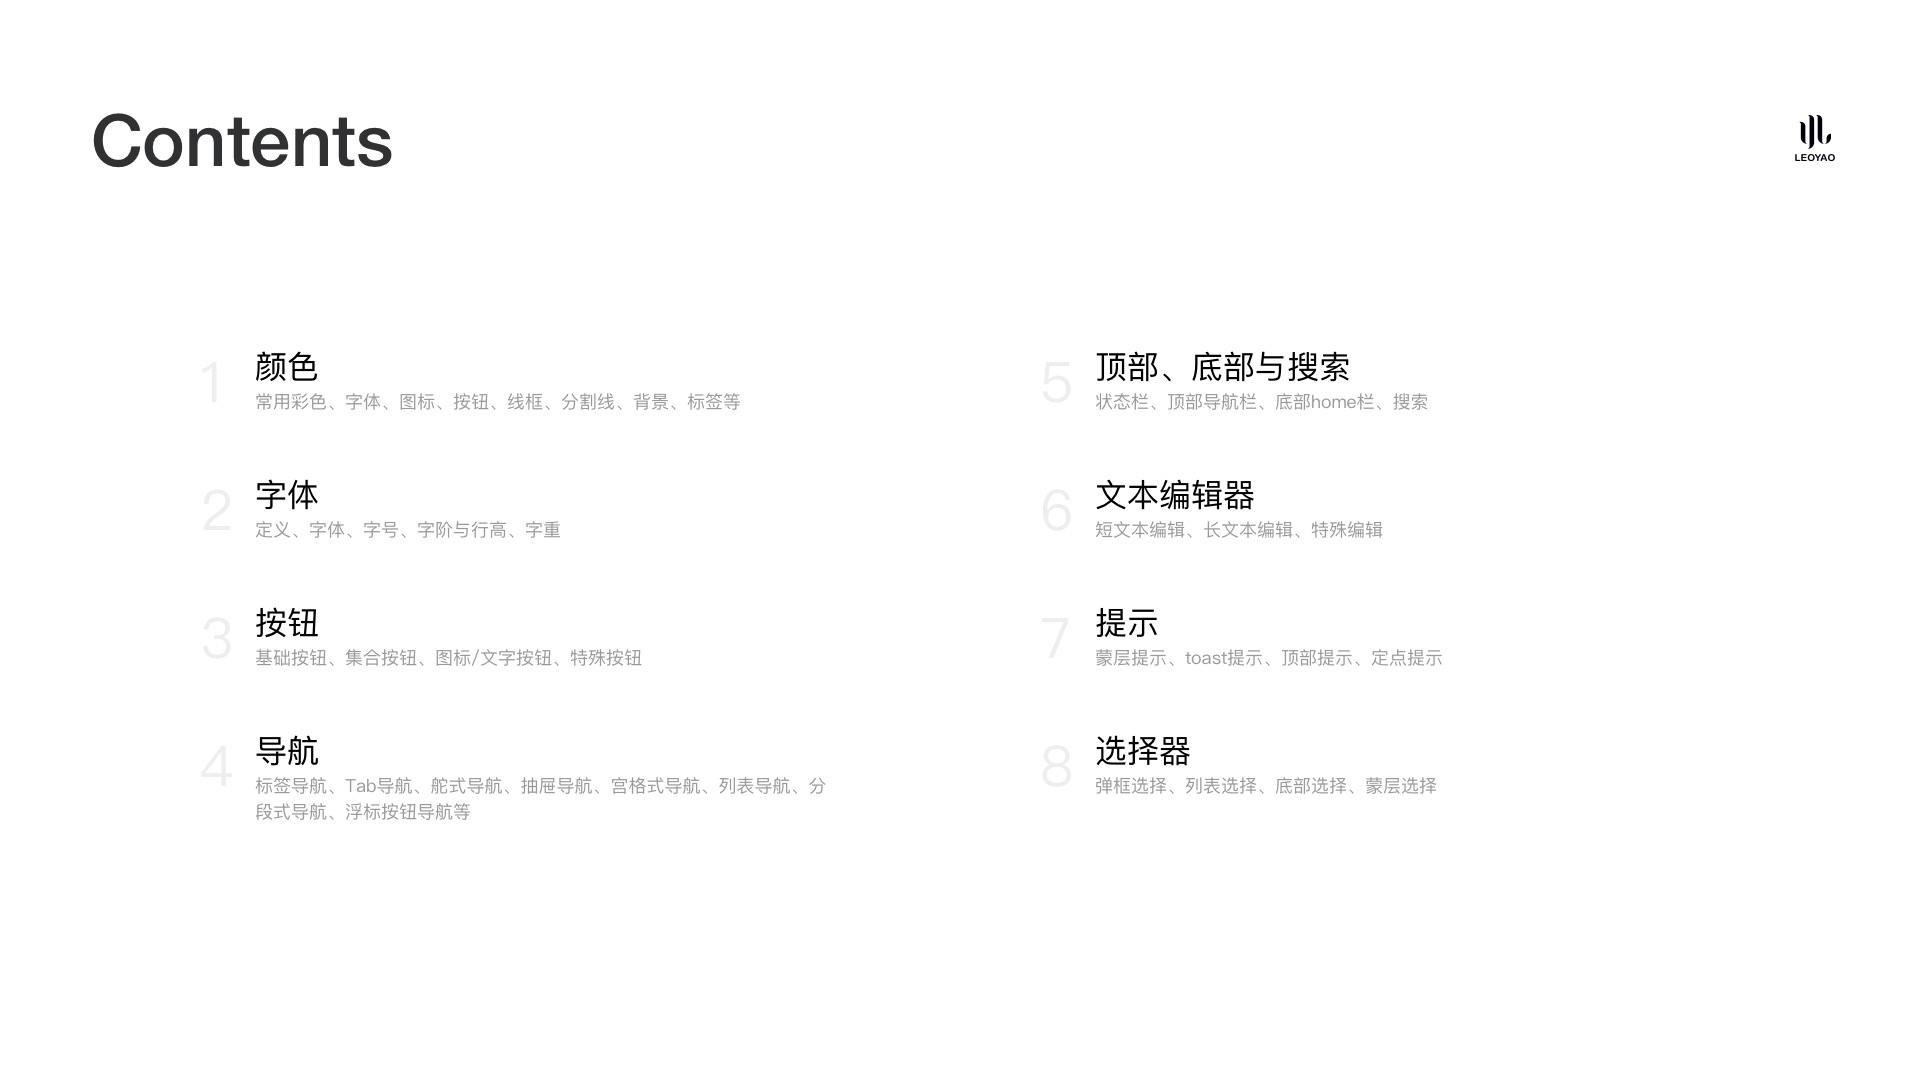 Contents
LEOYAO
1
颜色
常用彩色、字体、图标、按钮、线框、分割线、背景、标签等
2
字体
定义、字体、字号、字阶与行高、字重
3
按钮
基础按钮、集合按钮、图标/文字按钮、特殊按钮
4
导航
标签导航、Tab导航、舵式导航、抽屉导航、宫格式导航、列表导航、分
段式导航、浮标按钮导航等
5
顶部、底部与搜索
状态栏、顶部导航栏、底部home栏、搜索
6
文本编辑器
短文本编辑、长文本编辑、特殊编辑
7
提示
蒙层提示、toast提示、顶部提示、定点提示
8
选择器
弹框选择、列表选择、底部选择、蒙层选择